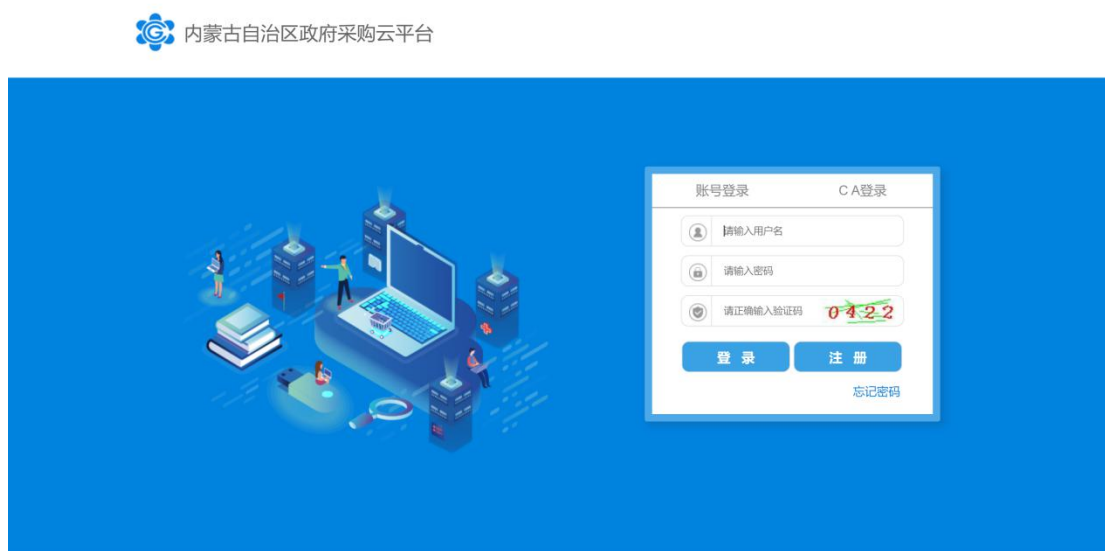 内蒙古自治区政府采购云平台
账号登录 CA登录
请输入用户名
请输入密码
请正确输入验证码 0422
登 录 注 册
忘记密码